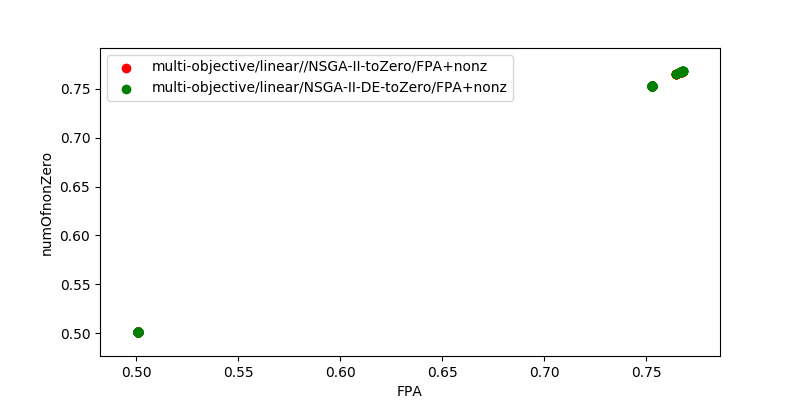 multi-objective/linear//NSGA-II-toZero/FPA+nonz
multi-objective/linear/NSGA-II-DE-toZero/FPA+nonz
numOfnonZero
0.75
0.70
0.65
0.60
0.55
0.50
0.50 0.55 0.60 0.65 0.70 0.75
FPA